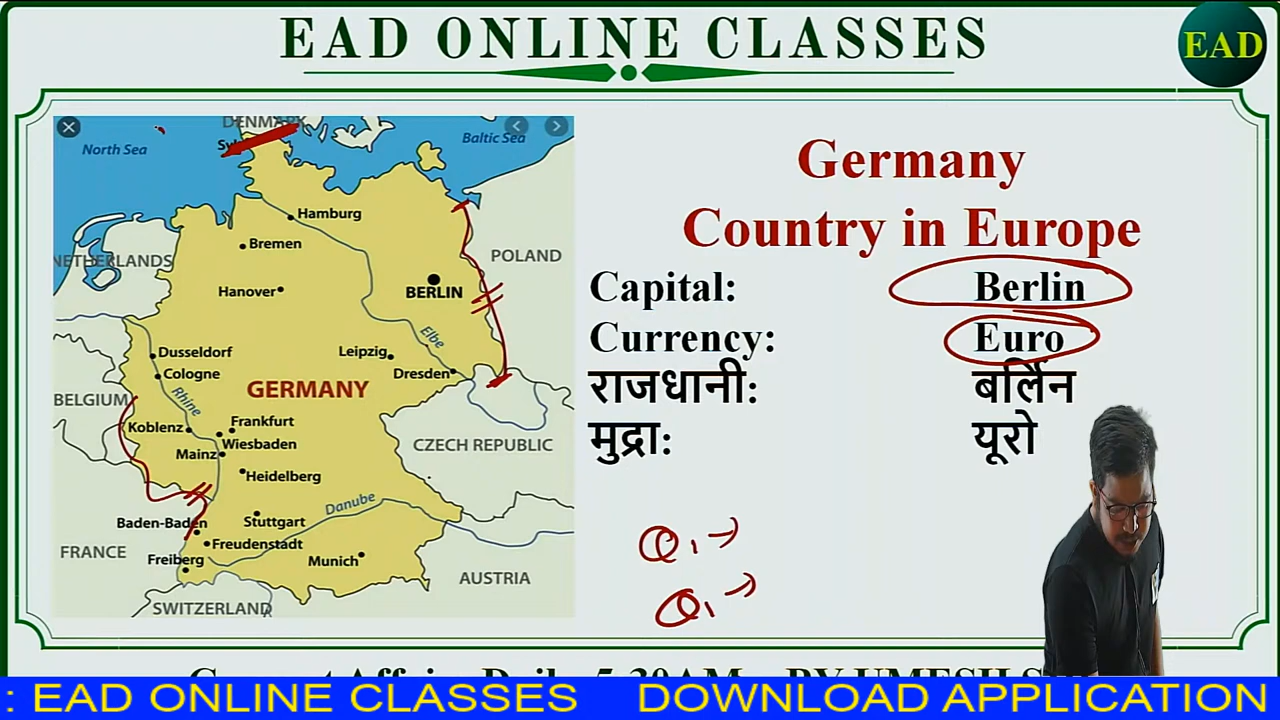 EAD ONLINE CLASSES
EAD
DENMARK
North Sea
Baltic Sea
Hamburg
Bremen
NETHERLANDS
POLAND
Hanover
BERLIN
Elbe
Dusseldorf
Leipzig
Cologne
Dresden
GERMANY
Rhine
BELGIUM
Koblenz
Frankfurt
Wiesbaden
Mainz
CZECH REPUBLIC
Heidelberg
Danube
Baden-Baden
Stuttgart
Freudenstadt
FRANCE
Freiberg
Munich
AUSTRIA
SWITZERLAND
Germany
Country in Europe
Capital: Berlin
Currency: Euro
राजधानी: बर्लिन
मुद्रा: यूरो
Q1 →
Q1 →
: EAD ONLINE CLASSES DOWNLOAD APPLICATION